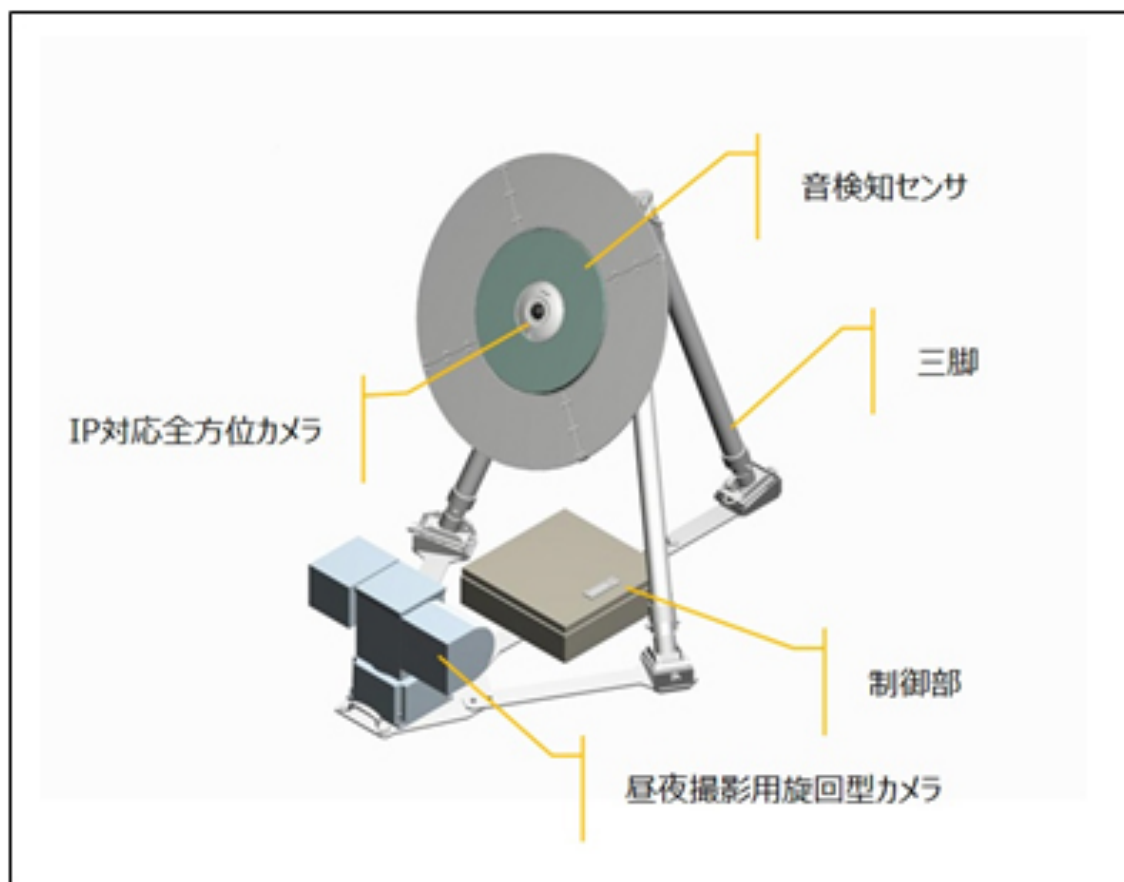 音検知センサ
三脚
IP対応全方位カメラ
制御部
昼夜撮影用旋回型カメラ